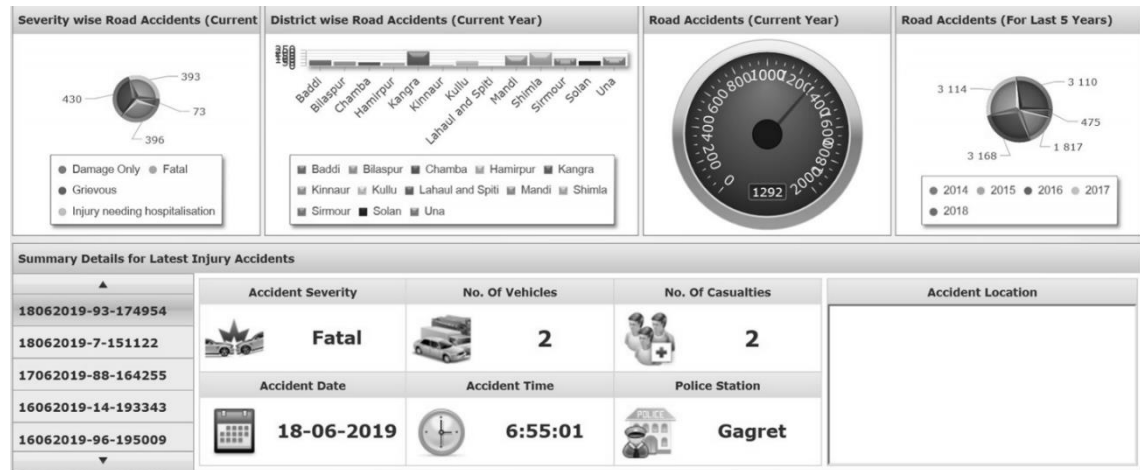 Severity wise Road Accidents (Current
393
430
73
396
Damage Only Fatal
Grievous
Injury needing hospitalisation
District wise Road Accidents (Current Year)
Baddi
Bilaspur
Chamba
Hamirpur
Kangra
Kinnaur
Kullu
Lahaul and Spiti
Mandi
Shimla
Sirmour
Solan
Una
Baddi Bilaspur Chamba Hamirpur Kangra
Kinnaur Kullu Lahaul and Spiti Mandi Shimla
Sirmour Solan Una
Road Accidents (Current Year)
0
200
400
600
800
1000
1200
1400
1600
1800
2000
1292
Road Accidents (For Last 5 Years)
3 114
3 110
475
1 817
3 168
2014 2015 2016 2017
2018
Summary Details for Latest Injury Accidents
18062019-93-174954
18062019-7-151122
17062019-88-164255
16062019-14-193343
16062019-96-195009
Accident Severity No. Of Vehicles No. Of Casualties Accident Location
Fatal 2 2
Accident Date Accident Time Police Station
POLICE
18-06-2019 6:55:01 Gagret